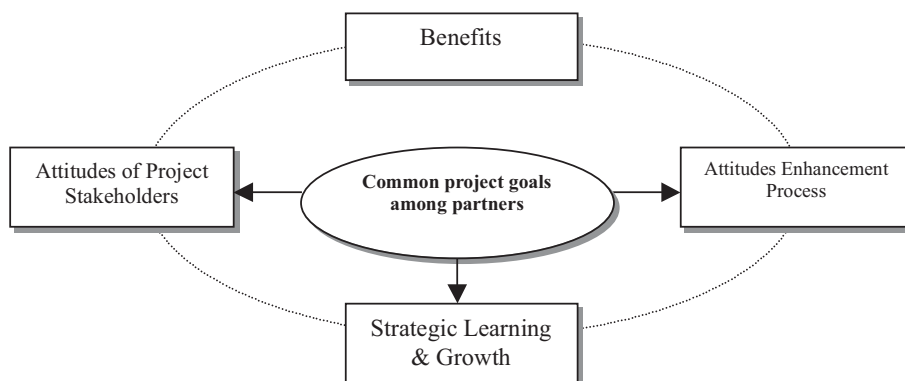 Benefits
Attitudes of Project
Stakeholders
Common project goals
among partners
Attitudes Enhancement
Process
Strategic Learning
& Growth